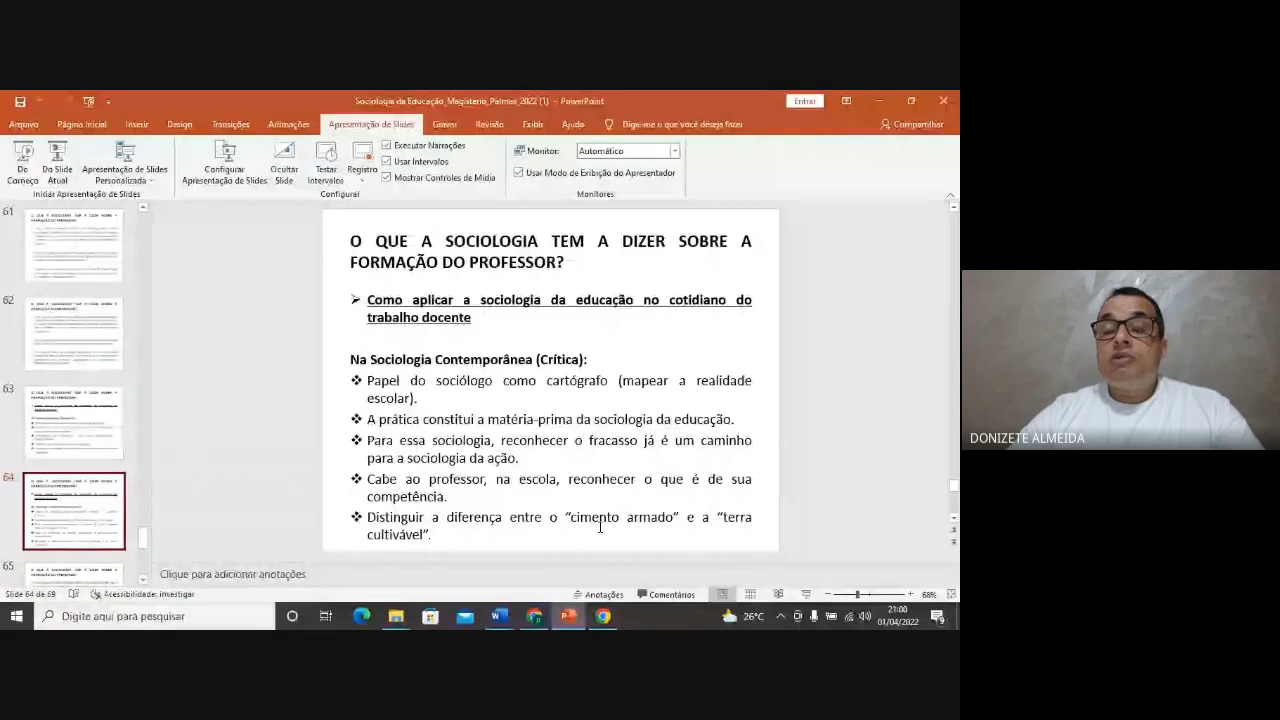 Sociologia da Educação_Magistério_Palmas_2022 (1) - PowerPoint
Entrar
Arquivo Página Inicial Inserir Design Transições Animações Apresentação de Slides Gravar Revisão Exibir Ajuda Diga-me o que você deseja fazer Compartilhar
Do Começo
Do Slide Atual
Apresentação de Slides Personalizada
Iniciar Apresentação de Slides
Configurar Apresentação de Slides
Ocultar Slide
Testar Intervalos
Registro
Executar Narrações
Usar Intervalos
Mostrar Controles de Mídia
Configurar
Monitor: Automático
Usar Modo de Exibição do Apresentador
Monitores
61
62
63
64
65
O QUE A SOCIOLOGIA TEM A DIZER SOBRE A
FORMAÇÃO DO PROFESSOR?
Como aplicar a sociologia da educação no cotidiano do
trabalho docente
Na Sociologia Contemporânea (Crítica):
Papel do sociólogo como cartógrafo (mapear a realidade
escolar).
A prática constitui matéria-prima da sociologia da educação.
Para essa sociologia, reconhecer o fracasso já é um caminho
para a sociologia da ação.
Cabe ao professor, na escola, reconhecer o que é de sua
competência.
Distinguir a diferença entre o "cimento armado" e a
cultivável".
Clique para adicionar anotações
Slide 64 de 69 Acessibilidade: investigar Anotações Comentários 68%
Digite aqui para pesquisar
26°C
21:00
01/04/2022
DONIZETE ALMEIDA